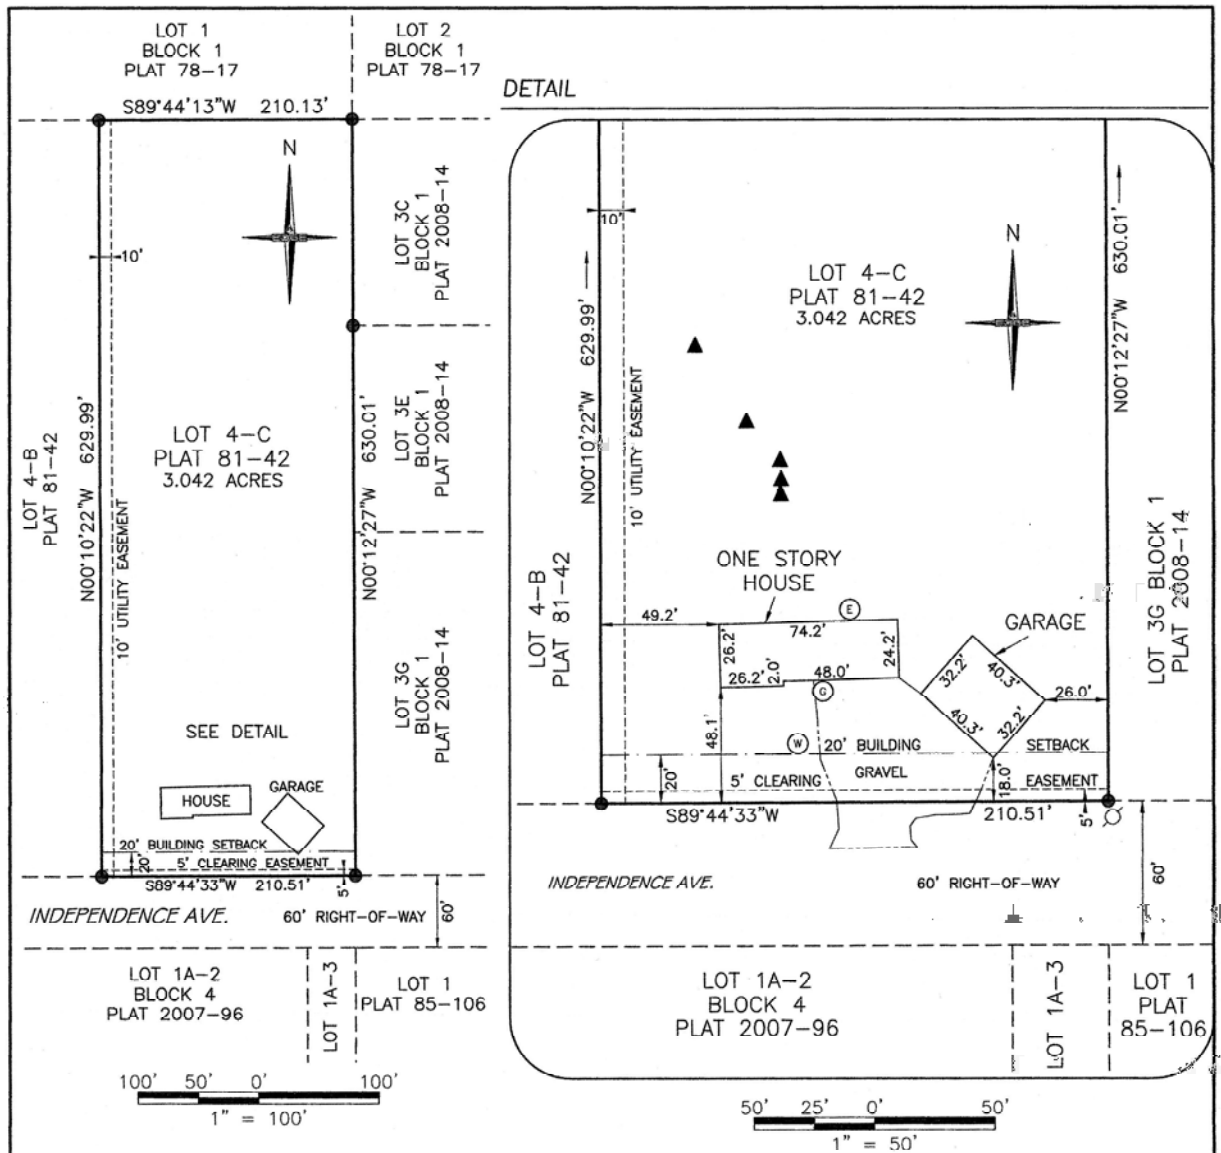 LOT 1
BLOCK 1
PLAT 78-17
LOT 2
BLOCK 1
PLAT 78-17
S89°44'13"W 210.13'
N
10'
LOT 3C
BLOCK 1
PLAT 2008-14
LOT 4-B
PLAT 81-42
N00°10'22"W 629.99'
10' UTILITY EASEMENT
LOT 4-C
PLAT 81-42
3.042 ACRES
N00°12'27"W 630.01'
LOT 3E
BLOCK 1
PLAT 2008-14
LOT 3G
BLOCK 1
PLAT 2008-14
SEE DETAIL
HOUSE
GARAGE
20' BUILDING SETBACK
20'
5' CLEARING EASEMENT
S89°44'33"W 210.51'
5'
INDEPENDENCE AVE.
60' RIGHT-OF-WAY
60'
LOT 1A-2
BLOCK 4
PLAT 2007-96
LOT 1A-3
LOT 1
PLAT 85-106
100' 50' 0' 100'
1" = 100'
DETAIL
10'
LOT 4-C
PLAT 81-42
3.042 ACRES
N
N00°10'22"W 629.99'
10' UTILITY EASEMENT
N00°12'27"W 630.01'
LOT 4-B
PLAT 81-42
LOT 3G BLOCK 1
PLAT 2008-14
ONE STORY
HOUSE
E
GARAGE
49.2'
74.2'
26.2'
24.2'
26.2'
2.0'
48.0'
G
32.2'
40.3'
40.3'
32.2'
26.0'
48.1'
W
20' BUILDING SETBACK
20'
5' CLEARING EASEMENT
GRAVEL
18.0'
S89°44'33"W 210.51'
5'
INDEPENDENCE AVE.
60' RIGHT-OF-WAY
60'
LOT 1A-2
BLOCK 4
PLAT 2007-96
LOT 1A-3
LOT 1
PLAT
85-106
50' 25' 0' 50'
1" = 50'